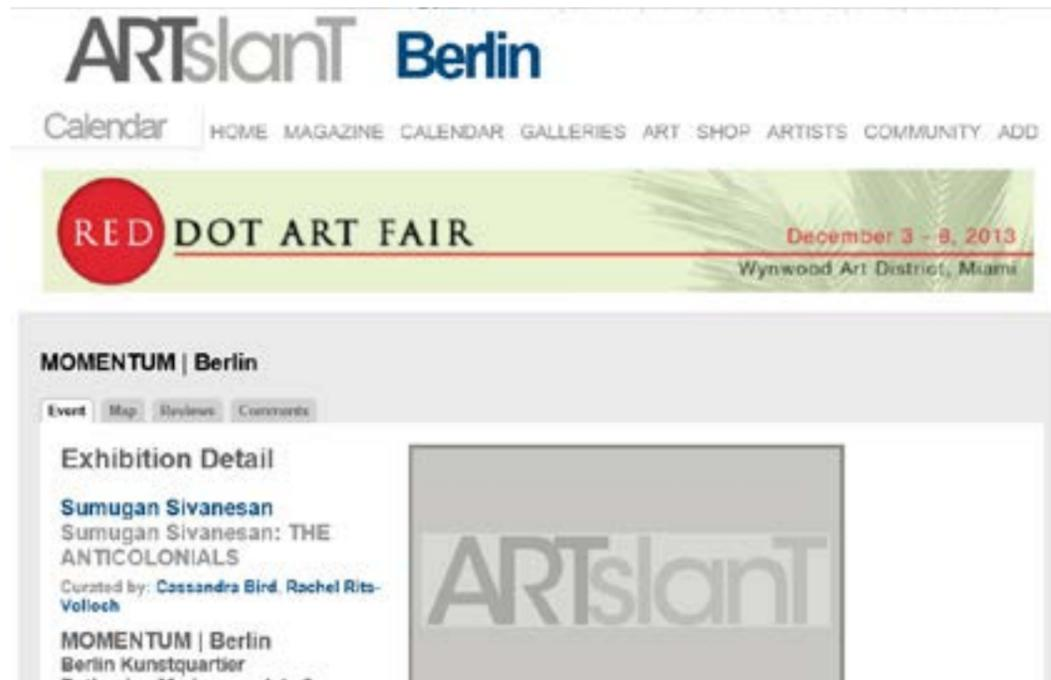 ARTslanT Berlin
Calendar HOME MAGAZINE CALENDAR GALLERIES ART SHOP ARTISTS COMMUNITY ADD
RED DOT ART FAIR
December 3 - 8, 2013
Wynwood Art District, Miami
MOMENTUM | Berlin
Event Map Reviews Comments
Exhibition Detail
Sumugan Sivanesan
Sumugan Sivanesan: THE
ANTICOLONIALS
Curated by: Cassandra Bird, Rachel Rits-
Volloch
MOMENTUM | Berlin
Berlin Kunstquartier
ARTslanT